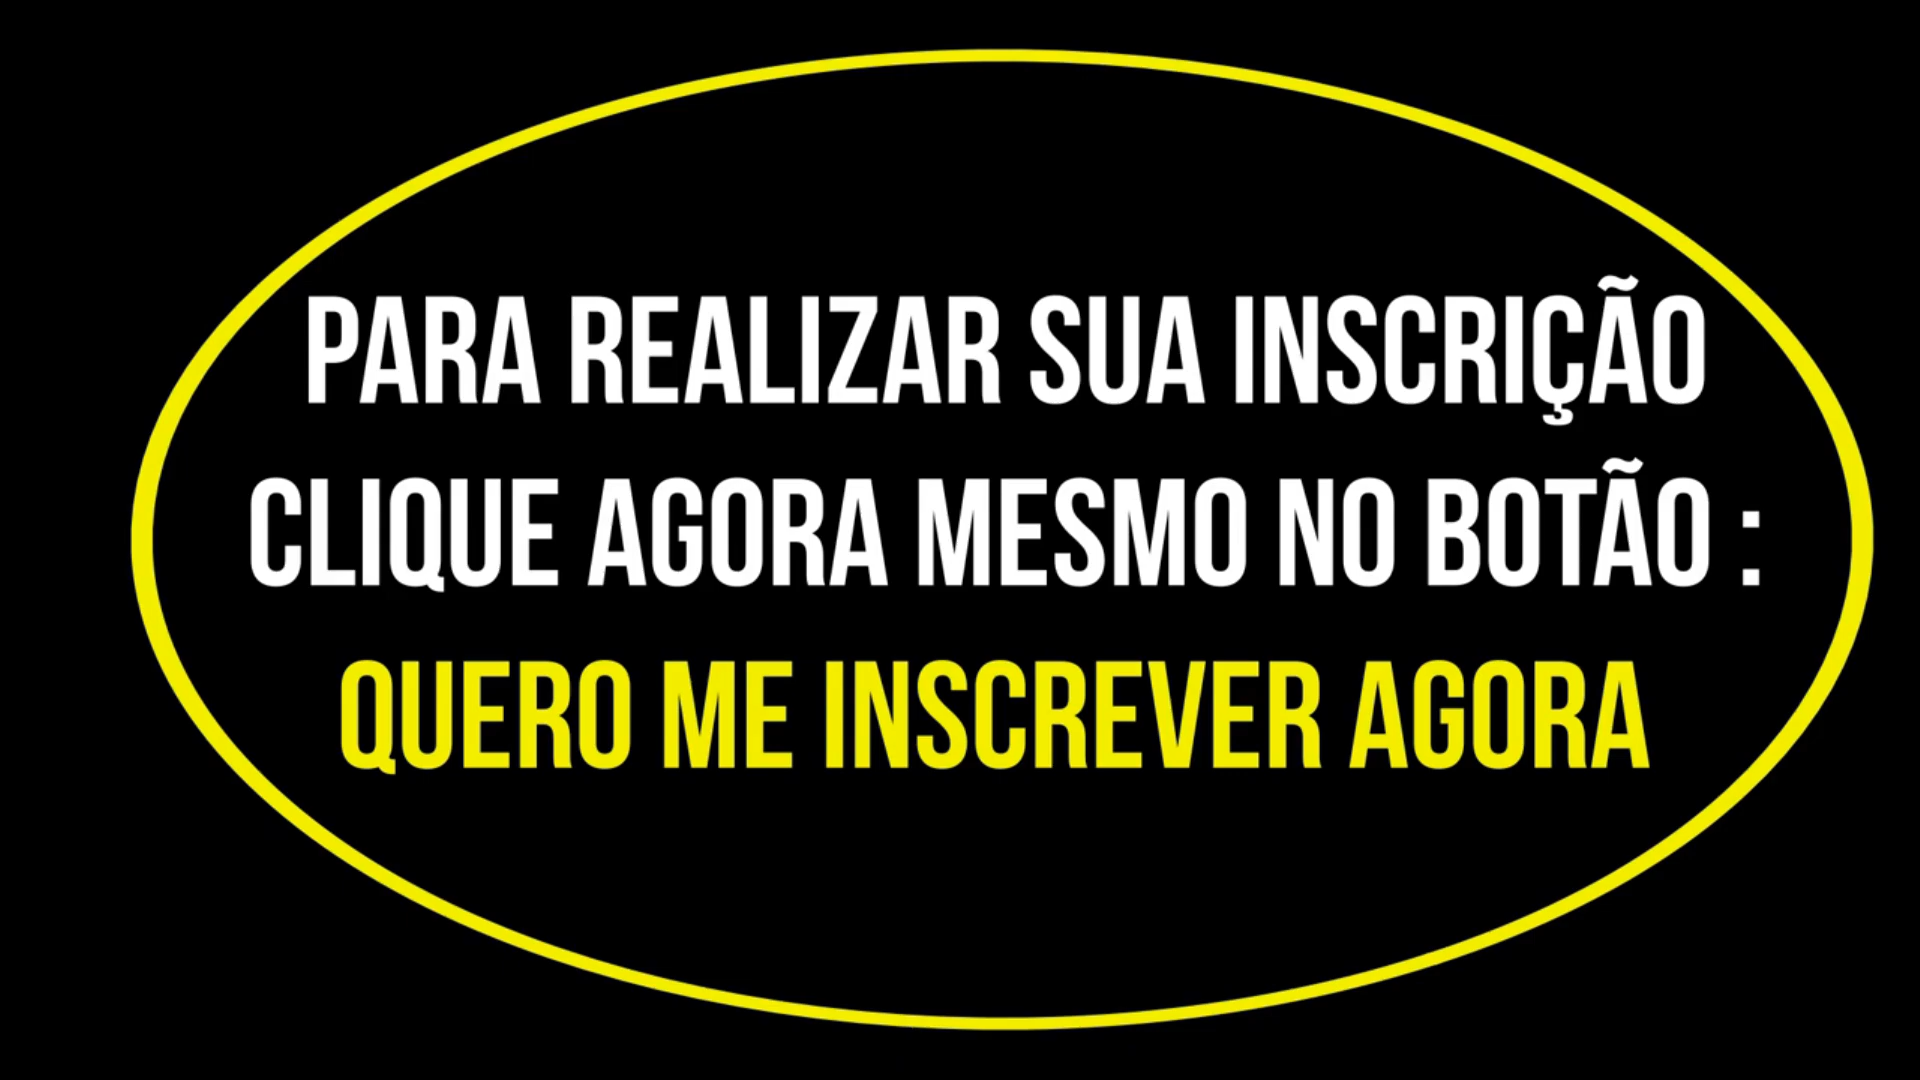 PARA REALIZAR SUA INSCRIÇÃO
CLIQUE AGORA MESMO NO BOTÃO :
QUERO ME INSCREVER AGORA